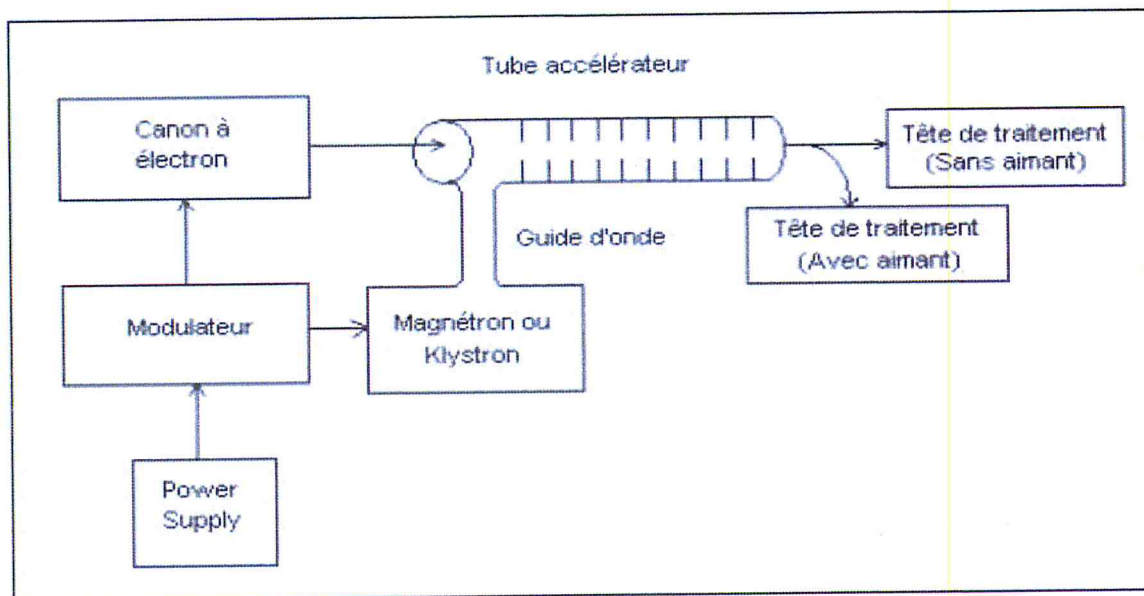 Tube accélérateur
Canon à
électron
Tête de traitement
(Sans aimant)
Guide d'onde
Tête de traitement
(Avec aimant)
Modulateur
Magnétron ou
Klystron
Power
Supply